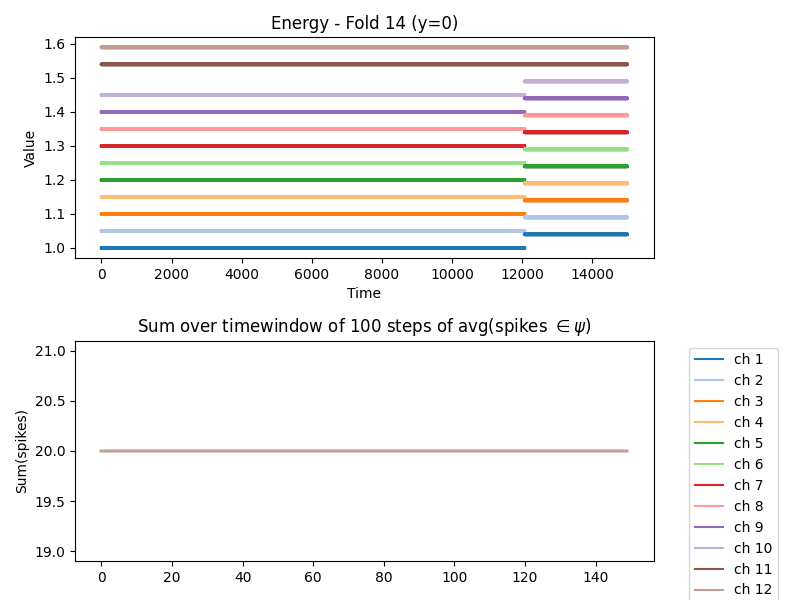 Energy - Fold 14 (y=0)
Value
1.6
1.5
1.4
1.3
1.2
1.1
1.0
0 2000 4000 6000 8000 10000 12000 14000
Time
Sum over timewindow of 100 steps of avg(spikes ∈ ψ)
Sum(spikes)
21.0
20.5
20.0
19.5
19.0
0 20 40 60 80 100 120 140
ch 1
ch 2
ch 3
ch 4
ch 5
ch 6
ch 7
ch 8
ch 9
ch 10
ch 11
ch 12